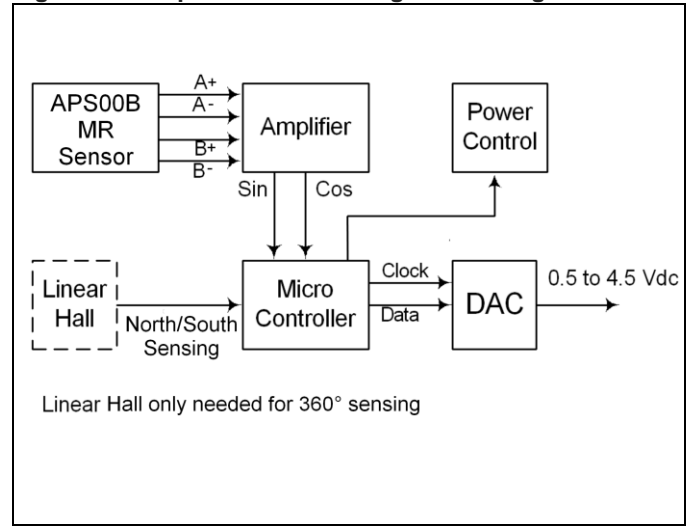 A+
APS00B
MR
Sensor
A-
B+
B-
Amplifier
Power
Control
Sin
Cos
Linear
Hall
North/South
Sensing
Micro
Controller
Clock
Data
DAC
0.5 to 4.5 Vdc
Linear Hall only needed for 360° sensing